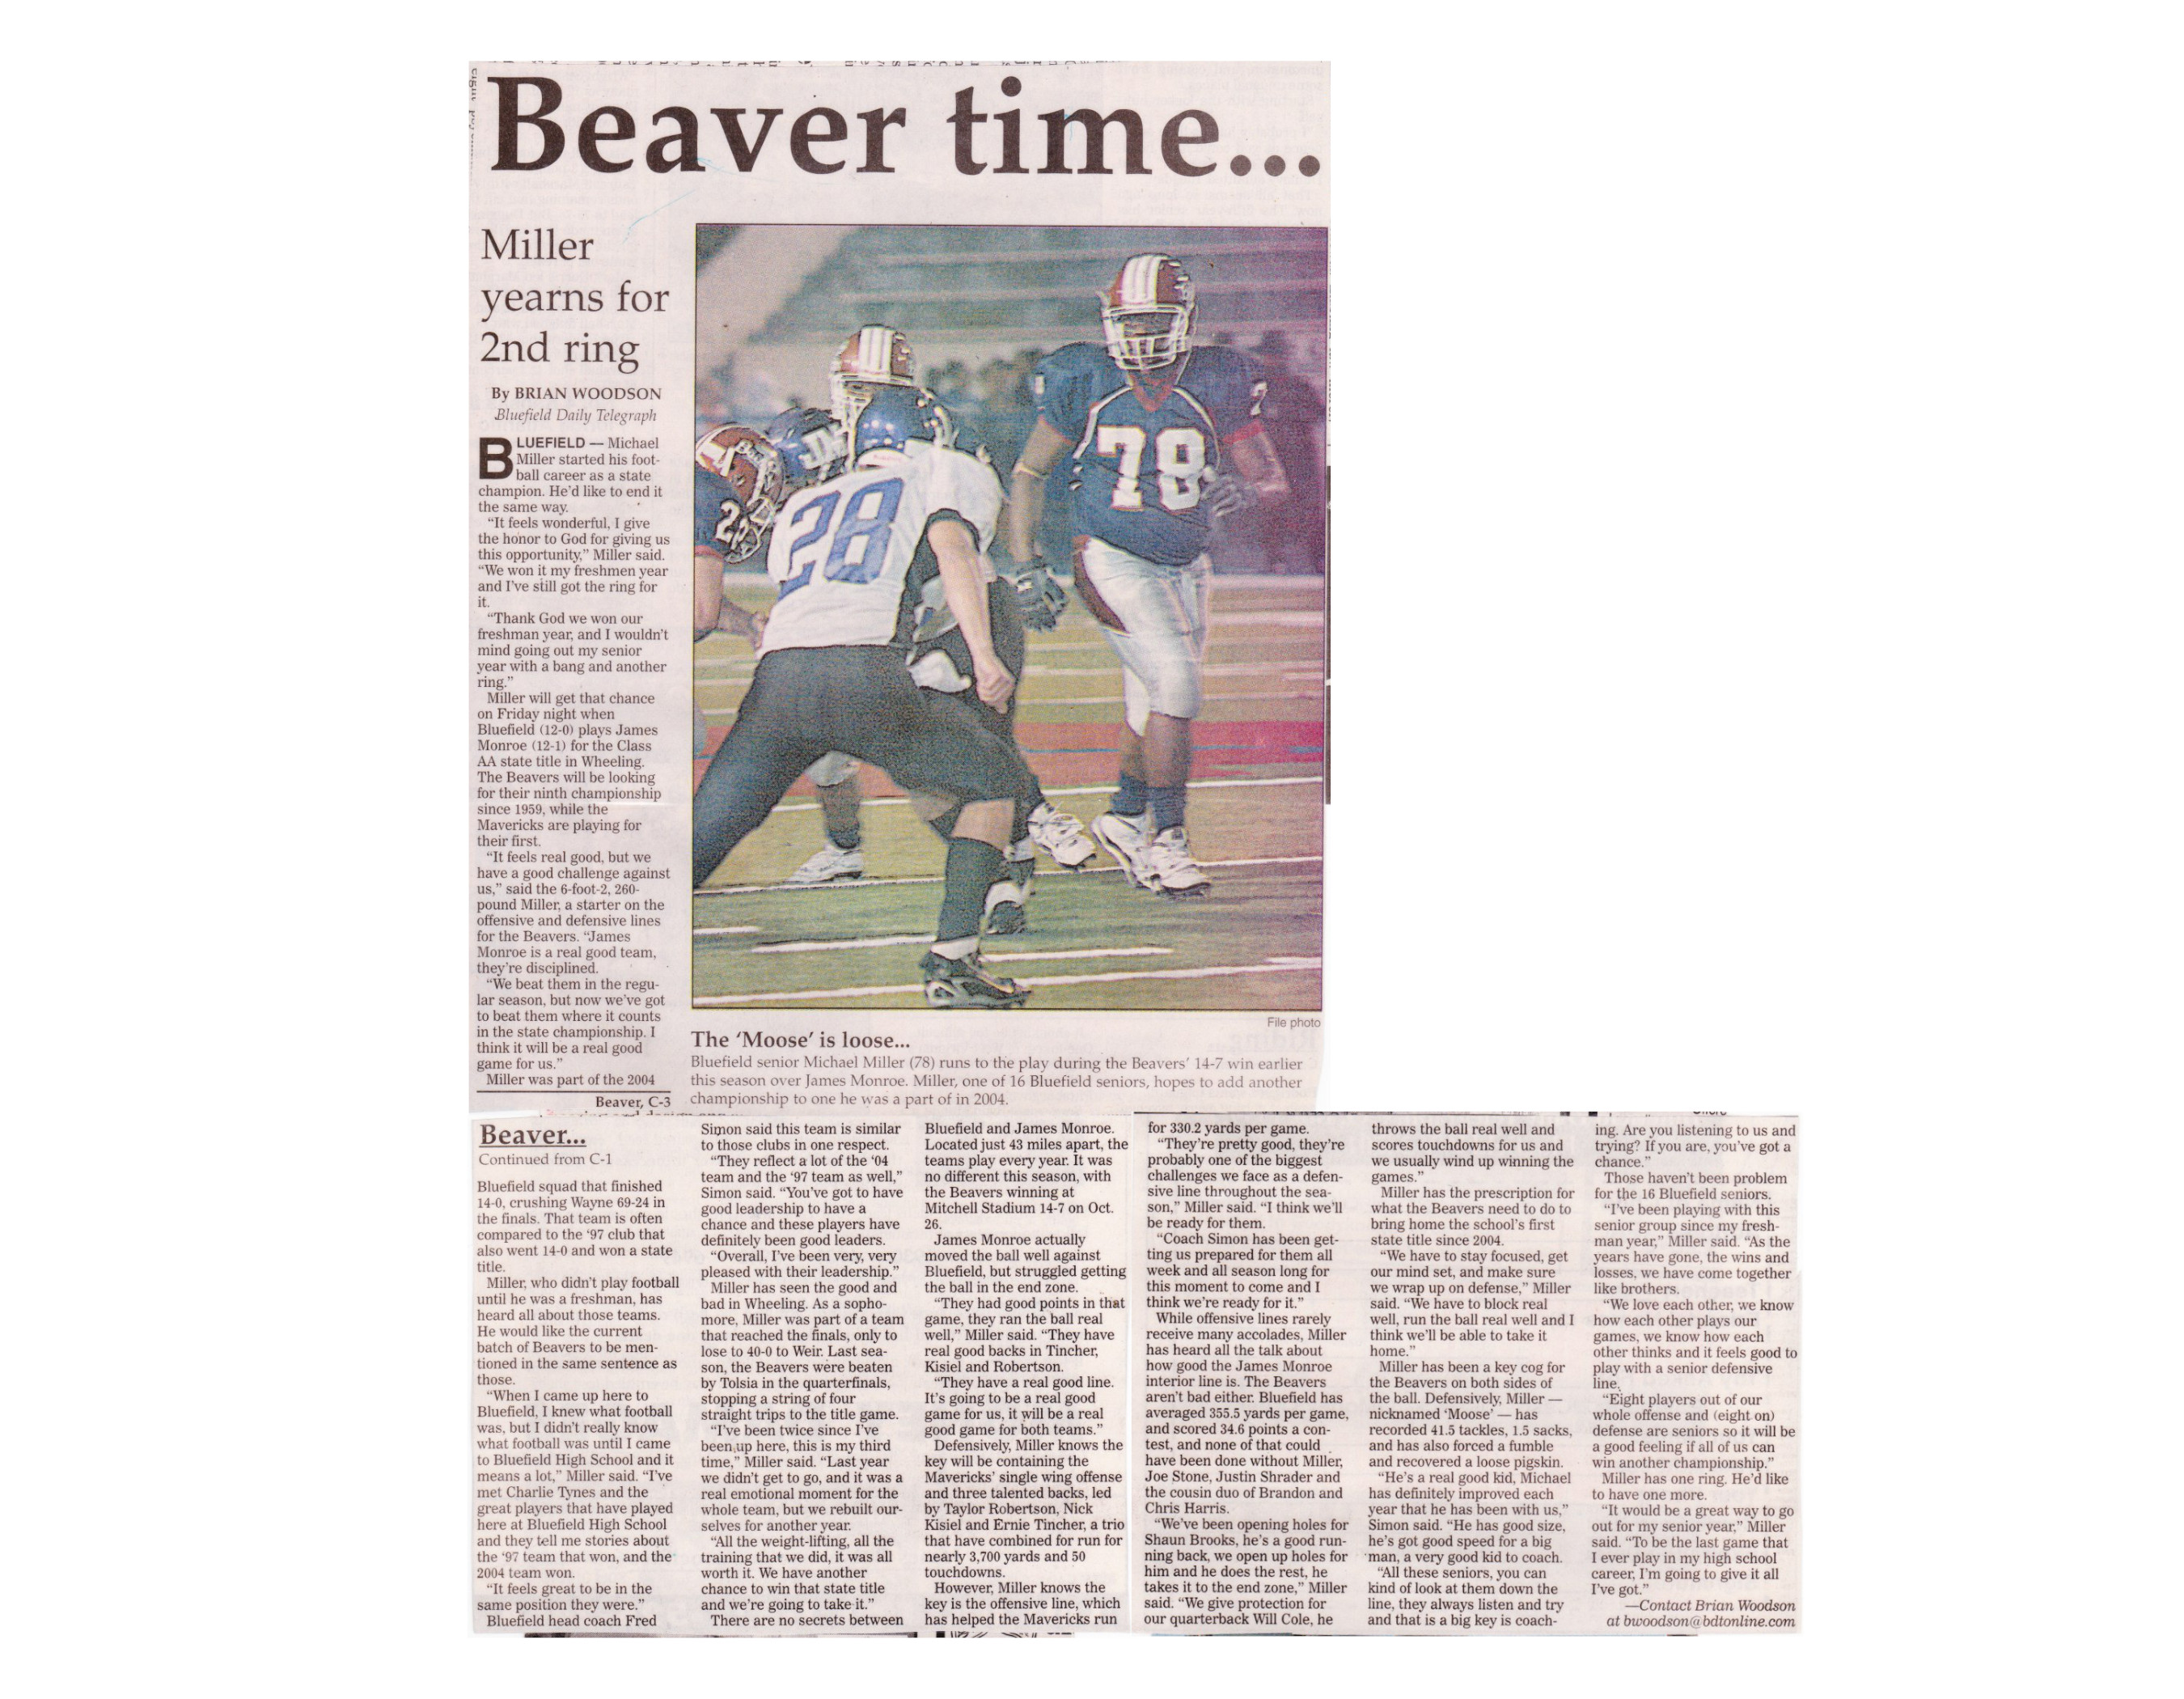 Beaver time...
Miller
yearns for
2nd ring
By BRIAN WOODSON
Bluefield Daily Telegraph
BLUEFIELD — Michael
Miller started his foot-
ball career as a state
champion. He'd like to end it
the same way.
"It feels wonderful, I give
the honor to God for giving us
this opportunity," Miller said.
"We won it my freshmen year
and I've still got the ring for
it.
"Thank God we won our
freshman year, and I wouldn't
mind going out my senior
year with a bang and another
ring."
Miller will get that chance
on Friday night when
Bluefield (12-0) plays James
Monroe (12-1) for the Class
AA state title in Wheeling.
The Beavers will be looking
for their ninth championship
since 1959, while the
Mavericks are playing for
their first.
"It feels real good, but we
have a good challenge against
us," said the 6-foot-2, 260-
pound Miller, a starter on the
offensive and defensive lines
for the Beavers. "James
Monroe is a real good team,
they're disciplined.
"We beat them in the regu-
lar season, but now we've got
to beat them where it counts
in the state championship. I
think it will be a real good
game for us."
Miller was part of the 2004
Beaver, C-3
28
78
7
2
File photo
The 'Moose' is loose...
Bluefield senior Michael Miller (78) runs to the play during the Beavers' 14-7 win earlier
this season over James Monroe. Miller, one of 16 Bluefield seniors, hopes to add another
championship to one he was a part of in 2004.
Beaver...
Continued from C-1
Bluefield squad that finished
14-0, crushing Wayne 69-24 in
the finals. That team is often
compared to the '97 club that
also went 14-0 and won a state
title.
Miller, who didn't play football
until he was a freshman, has
heard all about those teams.
He would like the current
batch of Beavers to be men-
tioned in the same sentence as
those.
"When I came up here to
Bluefield, I knew what football
was, but I didn't really know
what football was until I came
to Bluefield High School and it
means a lot," Miller said. "I've
met Charlie Tynes and the
great players that have played
here at Bluefield High School
and they tell me stories about
the '97 team that won, and the
2004 team won.
"It feels great to be in the
same position they were."
Bluefield head coach Fred
Simon said this team is similar
to those clubs in one respect.
"They reflect a lot of the '04
team and the '97 team as well,"
Simon said. "You've got to have
good leadership to have a
chance and these players have
definitely been good leaders.
"Overall, I've been very, very
pleased with their leadership."
Miller has seen the good and
bad in Wheeling. As a sopho-
more, Miller was part of a team
that reached the finals, only to
lose to 40-0 to Weir. Last sea-
son, the Beavers were beaten
by Tolsia in the quarterfinals,
stopping a string of four
straight trips to the title game.
"I've been twice since I've
been up here, this is my third
time," Miller said. "Last year
we didn't get to go, and it was a
real emotional moment for the
whole team, but we rebuilt our-
selves for another year.
"All the weight-lifting, all the
training that we did, it was all
worth it. We have another
chance to win that state title
and we're going to take it."
There are no secrets between
Bluefield and James Monroe.
Located just 43 miles apart, the
teams play every year. It was
no different this season, with
the Beavers winning at
Mitchell Stadium 14-7 on Oct.
26.
James Monroe actually
moved the ball well against
Bluefield, but struggled getting
the ball in the end zone.
"They had good points in that
game, they ran the ball real
well," Miller said. "They have
real good backs in Tincher,
Kisiel and Robertson.
"They have a real good line.
It's going to be a real good
game for us, it will be a real
good game for both teams."
Defensively, Miller knows the
key will be containing the
Mavericks' single wing offense
and three talented backs, led
by Taylor Robertson, Nick
Kisiel and Ernie Tincher, a trio
that have combined for run for
nearly 3,700 yards and 50
touchdowns.
However, Miller knows the
key is the offensive line, which
has helped the Mavericks run
for 330.2 yards per game.
"They're pretty good, they're
probably one of the biggest
challenges we face as a defen-
sive line throughout the sea-
son," Miller said. "I think we'll
be ready for them.
"Coach Simon has been get-
ting us prepared for them all
week and all season long for
this moment to come and I
think we're ready for it."
While offensive lines rarely
receive many accolades, Miller
has heard all the talk about
how good the James Monroe
interior line is. The Beavers
aren't bad either. Bluefield has
averaged 355.5 yards per game,
and scored 34.6 points a con-
test, and none of that could
have been done without Miller,
Joe Stone, Justin Shrader and
the cousin duo of Brandon and
Chris Harris.
"We've been opening holes for
Shaun Brooks, he's a good run-
ning back, we open up holes for
him and he does the rest, he
takes it to the end zone," Miller
said. "We give protection for
our quarterback Will Cole, he
throws the ball real well and
scores touchdowns for us and
we usually wind up winning the
games."
Miller has the prescription for
what the Beavers need to do to
bring home the school's first
state title since 2004.
"We have to stay focused, get
our mind set, and make sure
we wrap up on defense," Miller
said. "We have to block real
well, run the ball real well and I
think we'll be able to take it
home."
Miller has been a key cog for
the Beavers on both sides of
the ball. Defensively, Miller —
nicknamed 'Moose' — has
recorded 41.5 tackles, 1.5 sacks,
and has also forced a fumble
and recovered a loose pigskin.
"He's a real good kid, Michael
has definitely improved each
year that he has been with us,"
Simon said. "He has good size,
he's got good speed for a big
man, a very good kid to coach.
"All these seniors, you can
kind of look at them down the
line, they always listen and try
and that is a big key is coach-
ing. Are you listening to us and
trying? If you are, you've got a
chance."
Those haven't been problem
for the 16 Bluefield seniors.
"I've been playing with this
senior group since my fresh-
man year," Miller said. "As the
years have gone, the wins and
losses, we have come together
like brothers.
"We love each other, we know
how each other plays our
games, we know how each
other thinks and it feels good to
play with a senior defensive
line.
"Eight players out of our
whole offense and (eight on)
defense are seniors so it will be
a good feeling if all of us can
win another championship."
Miller has one ring. He'd like
to have one more.
"It would be a great way to go
out for my senior year," Miller
said. "To be the last game that
I ever play in my high school
career, I'm going to give it all
I've got."
—Contact Brian Woodson
at bwoodson@bdtonline.com